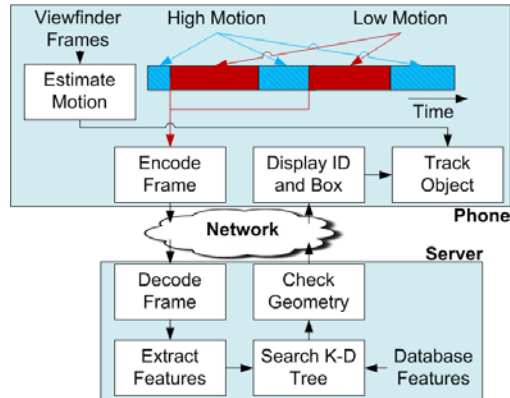 Viewfinder
Frames
High Motion
Low Motion
Estimate
Motion
Time
Encode
Frame
Display ID
and Box
Track
Object
Phone
Network
Server
Decode
Frame
Check
Geometry
Extract
Features
Search K-D
Tree
Database
Features